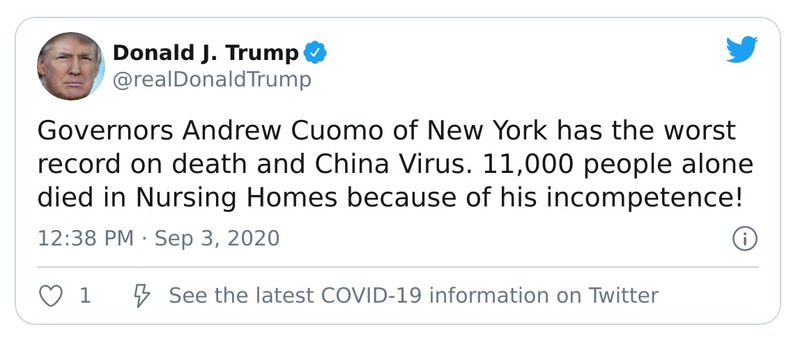 Donald J. Trump
@realDonaldTrump
Governors Andrew Cuomo of New York has the worst
record on death and China Virus. 11,000 people alone
died in Nursing Homes because of his incompetence!
12:38 PM · Sep 3, 2020
1 See the latest COVID-19 information on Twitter